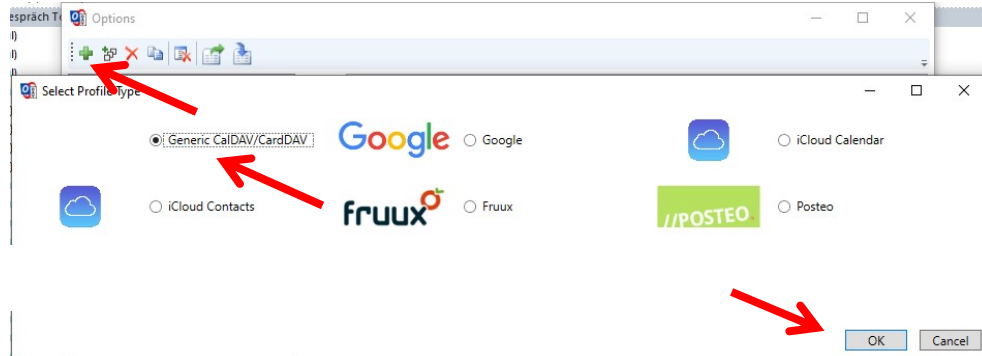 espräch Te
Options
Select Profile Type
Generic CalDAV/CardDAV
Google
Google
iCloud Calendar
iCloud Contacts
fruux
Fruux
//POSTEO.
Posteo
OK
Cancel